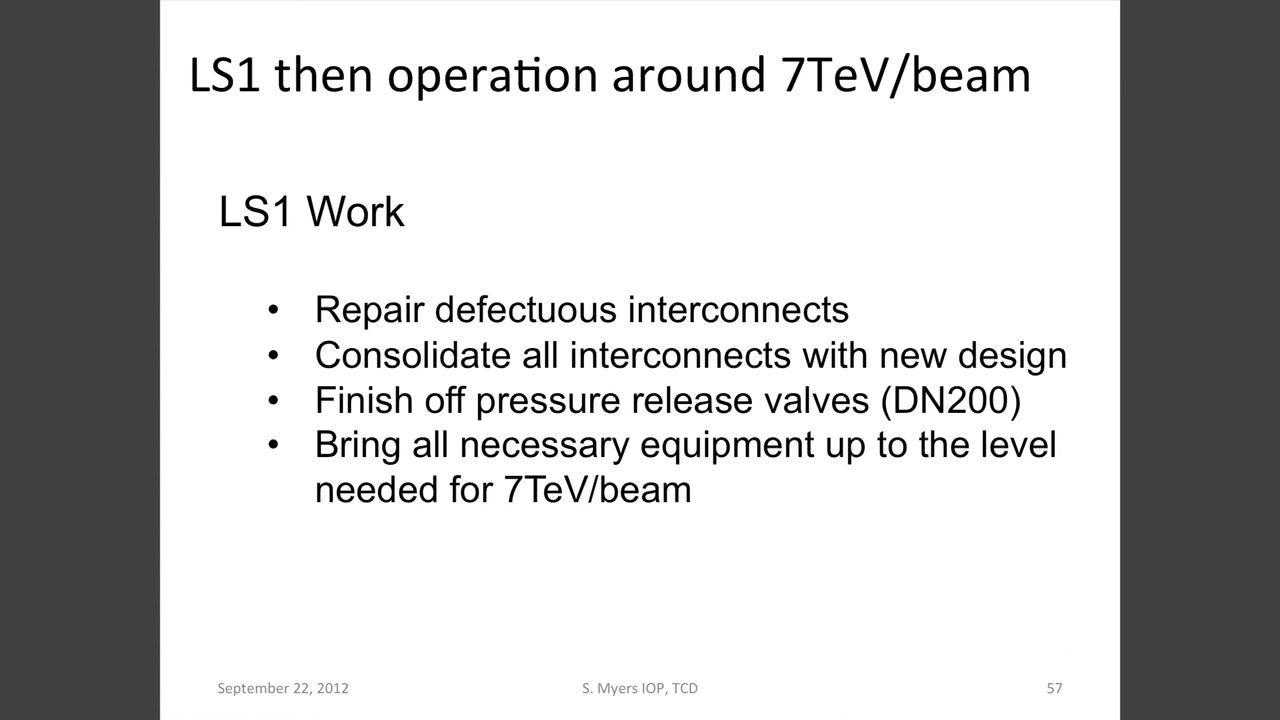 LS1 then operation around 7TeV/beam
LS1 Work
• Repair defectuous interconnects
• Consolidate all interconnects with new design
• Finish off pressure release valves (DN200)
• Bring all necessary equipment up to the level
needed for 7TeV/beam
September 22, 2012
S. Myers IOP, TCD
57